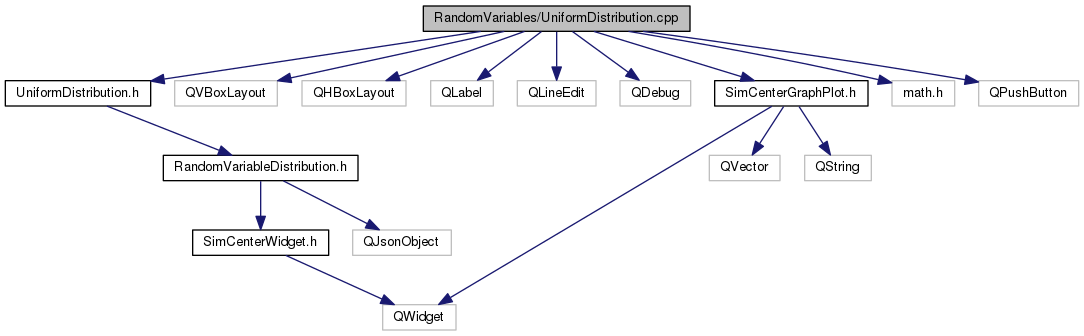 RandomVariables/UniformDistribution.cpp
UniformDistribution.h
QVBoxLayout
QHBoxLayout
QLabel
QLineEdit
QDebug
SimCenterGraphPlot.h
math.h
QPushButton
RandomVariableDistribution.h
QVector
QString
SimCenterWidget.h
QJsonObject
QWidget